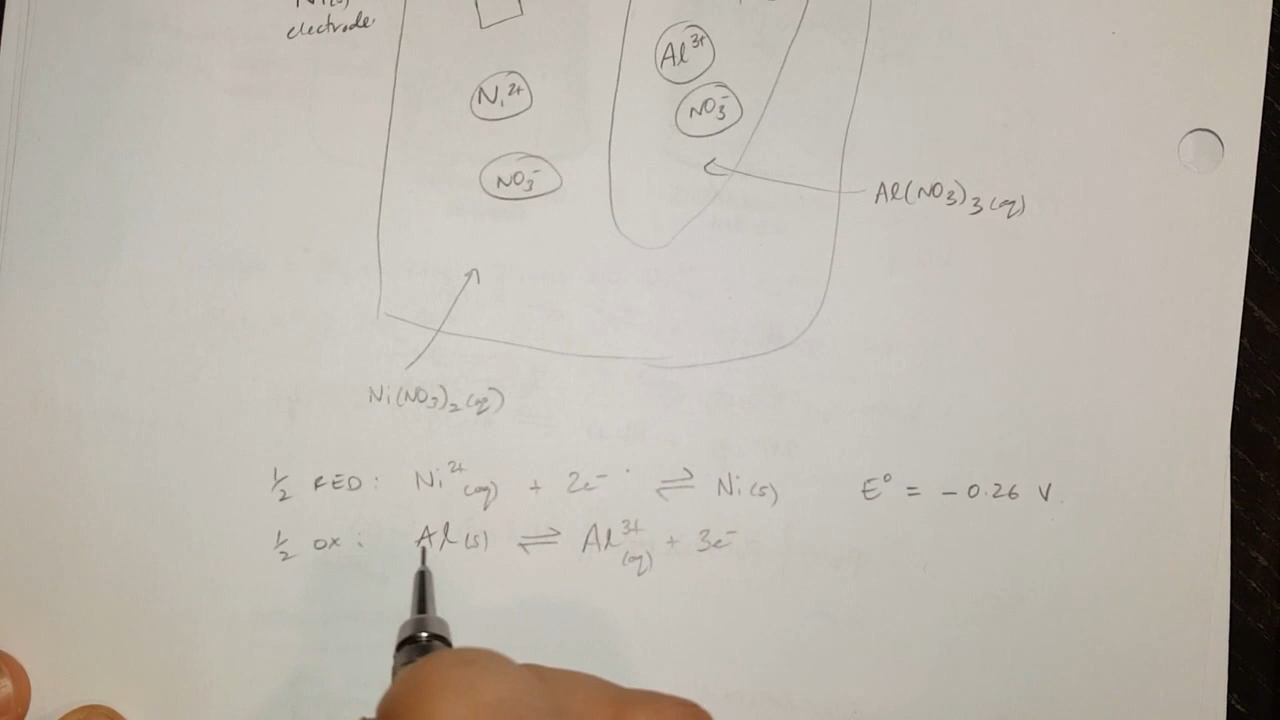 electrode
Al³⁺
Ni²⁺
NO₃⁻
NO₃⁻
Al(NO₃)₃(aq)
Ni(NO₃)₂(aq)
½ RED: Ni²⁺(aq) + 2e⁻ ⇌ Ni(s) E° = -0.26 V
½ OX: Al(s) ⇌ Al³⁺(aq) + 3e⁻